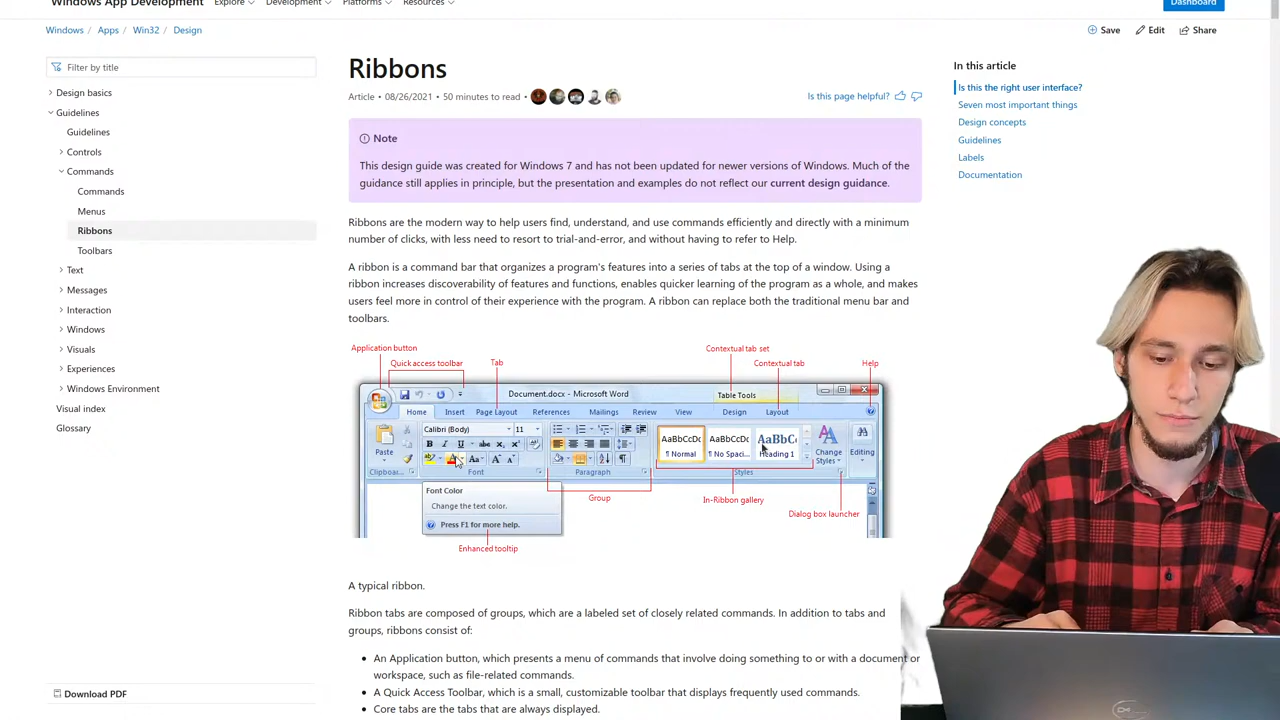 Windows App Development
Explore
Development
Platforms
Resources
Dashboard
Windows / Apps / Win32 / Design
Save
Edit
Share
Filter by title
Design basics
Guidelines
Guidelines
Controls
Commands
Commands
Menus
Ribbons
Toolbars
Text
Messages
Interaction
Windows
Visuals
Experiences
Windows Environment
Visual index
Glossary
Download PDF
Ribbons
Article • 08/26/2021 • 50 minutes to read •
Is this page helpful?
Note
This design guide was created for Windows 7 and has not been updated for newer versions of Windows. Much of the
guidance still applies in principle, but the presentation and examples do not reflect our current design guidance.
Ribbons are the modern way to help users find, understand, and use commands efficiently and directly with a minimum
number of clicks, with less need to resort to trial-and-error, and without having to refer to Help.
A ribbon is a command bar that organizes a program's features into a series of tabs at the top of a window. Using a
ribbon increases discoverability of features and functions, enables quicker learning of the program as a whole, and makes
users feel more in control of their experience with the program. A ribbon can replace both the traditional menu bar and
toolbars.
Application button
Quick access toolbar
Tab
Contextual tab set
Contextual tab
Help
Document.docx - Microsoft Word
Table Tools
Home Insert Page Layout References Mailings Review View Design Layout
Calibri (Body) 11
Paste
AaBbCcDc
¶ Normal
AaBbCcDc
¶ No Spaci...
AaBbC
Heading 1
Change
Styles
Editing
Clipboard
Font
Paragraph
Styles
Font Color
Change the text color.
Press F1 for more help.
Group
In-Ribbon gallery
Dialog box launcher
Enhanced tooltip
A typical ribbon.
Ribbon tabs are composed of groups, which are a labeled set of closely related commands. In addition to tabs and
groups, ribbons consist of:
• An Application button, which presents a menu of commands that involve doing something to or with a document or
workspace, such as file-related commands.
• A Quick Access Toolbar, which is a small, customizable toolbar that displays frequently used commands.
• Core tabs are the tabs that are always displayed.
In this article
Is this the right user interface?
Seven most important things
Design concepts
Guidelines
Labels
Documentation